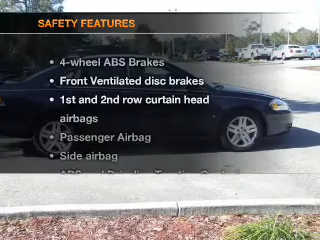 SAFETY FEATURES
• 4-wheel ABS Brakes
• Front Ventilated disc brakes
• 1st and 2nd row curtain head
airbags
• Passenger Airbag
• Side airbag